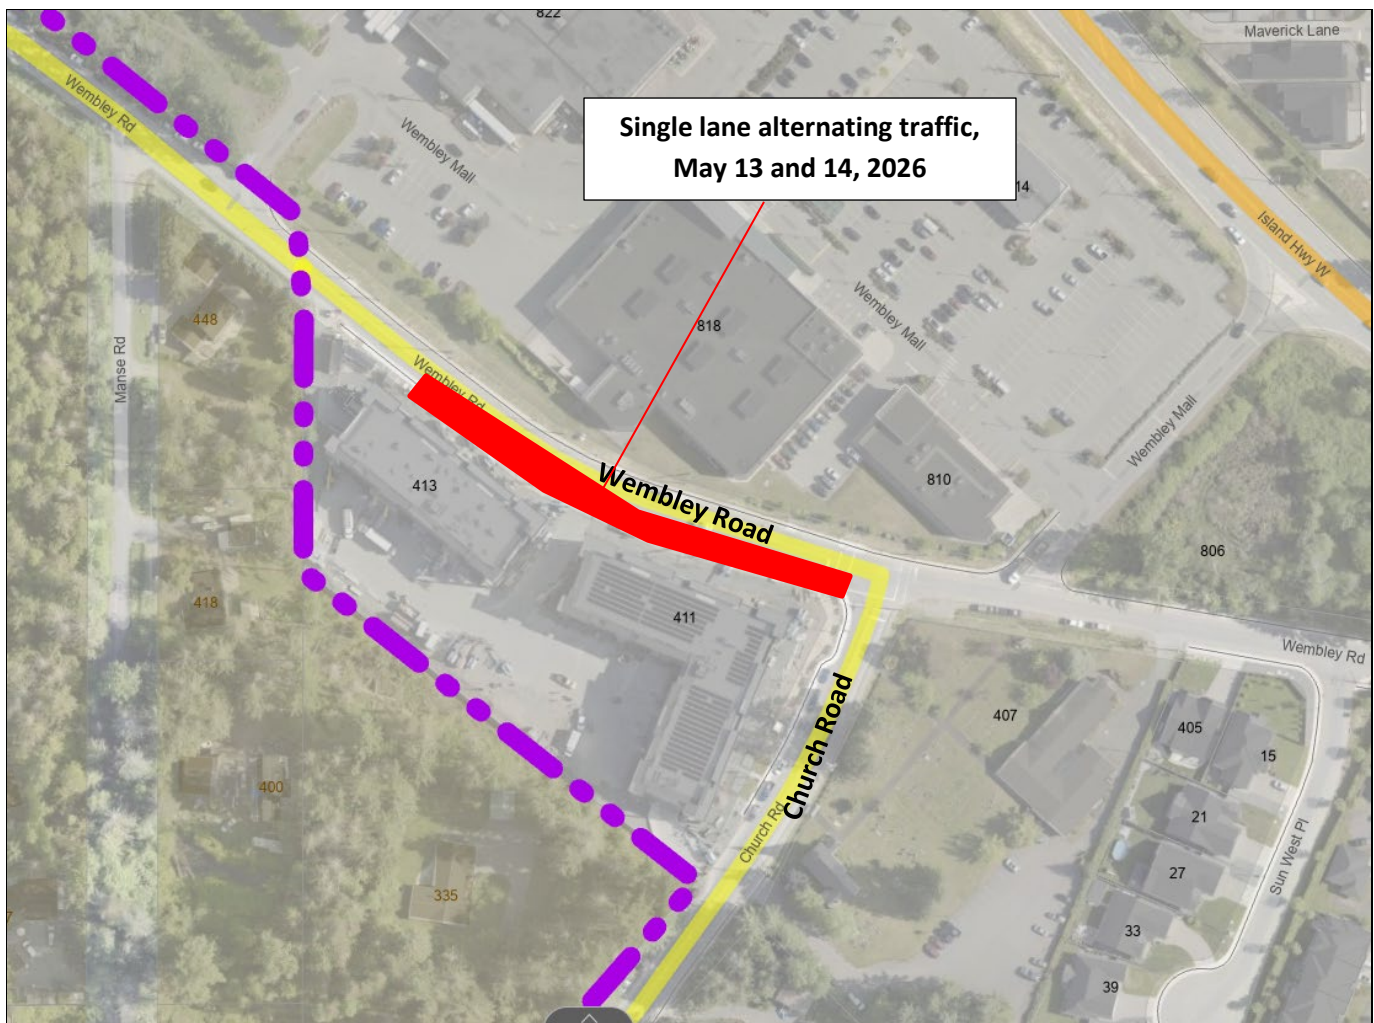 822
Maverick Lane
Wembley Rd
Wembley Mall
Single lane alternating traffic,
May 13 and 14, 2026
14
Island Hwy W
448
Manse Rd
818
Wembley Mall
Wembley Rd
Wembley Mall
413
Wembley Road
810
806
418
411
Wembley Rd
Church Road
407
405
15
400
21
Church Rd
27
Sun West Pl
335
7
33
39